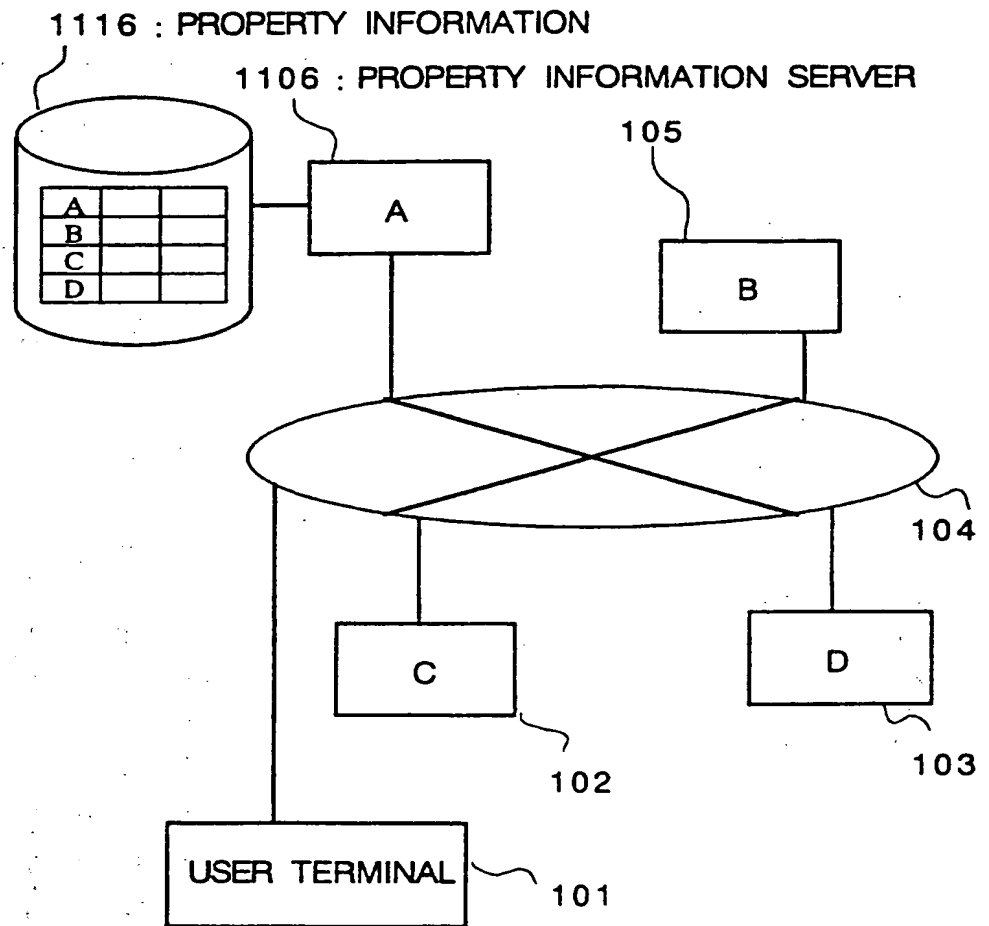 1116 : PROPERTY INFORMATION
1106 : PROPERTY INFORMATION SERVER
105
A
B
C
D
A
B
104
C
D
102
103
USER TERMINAL
101